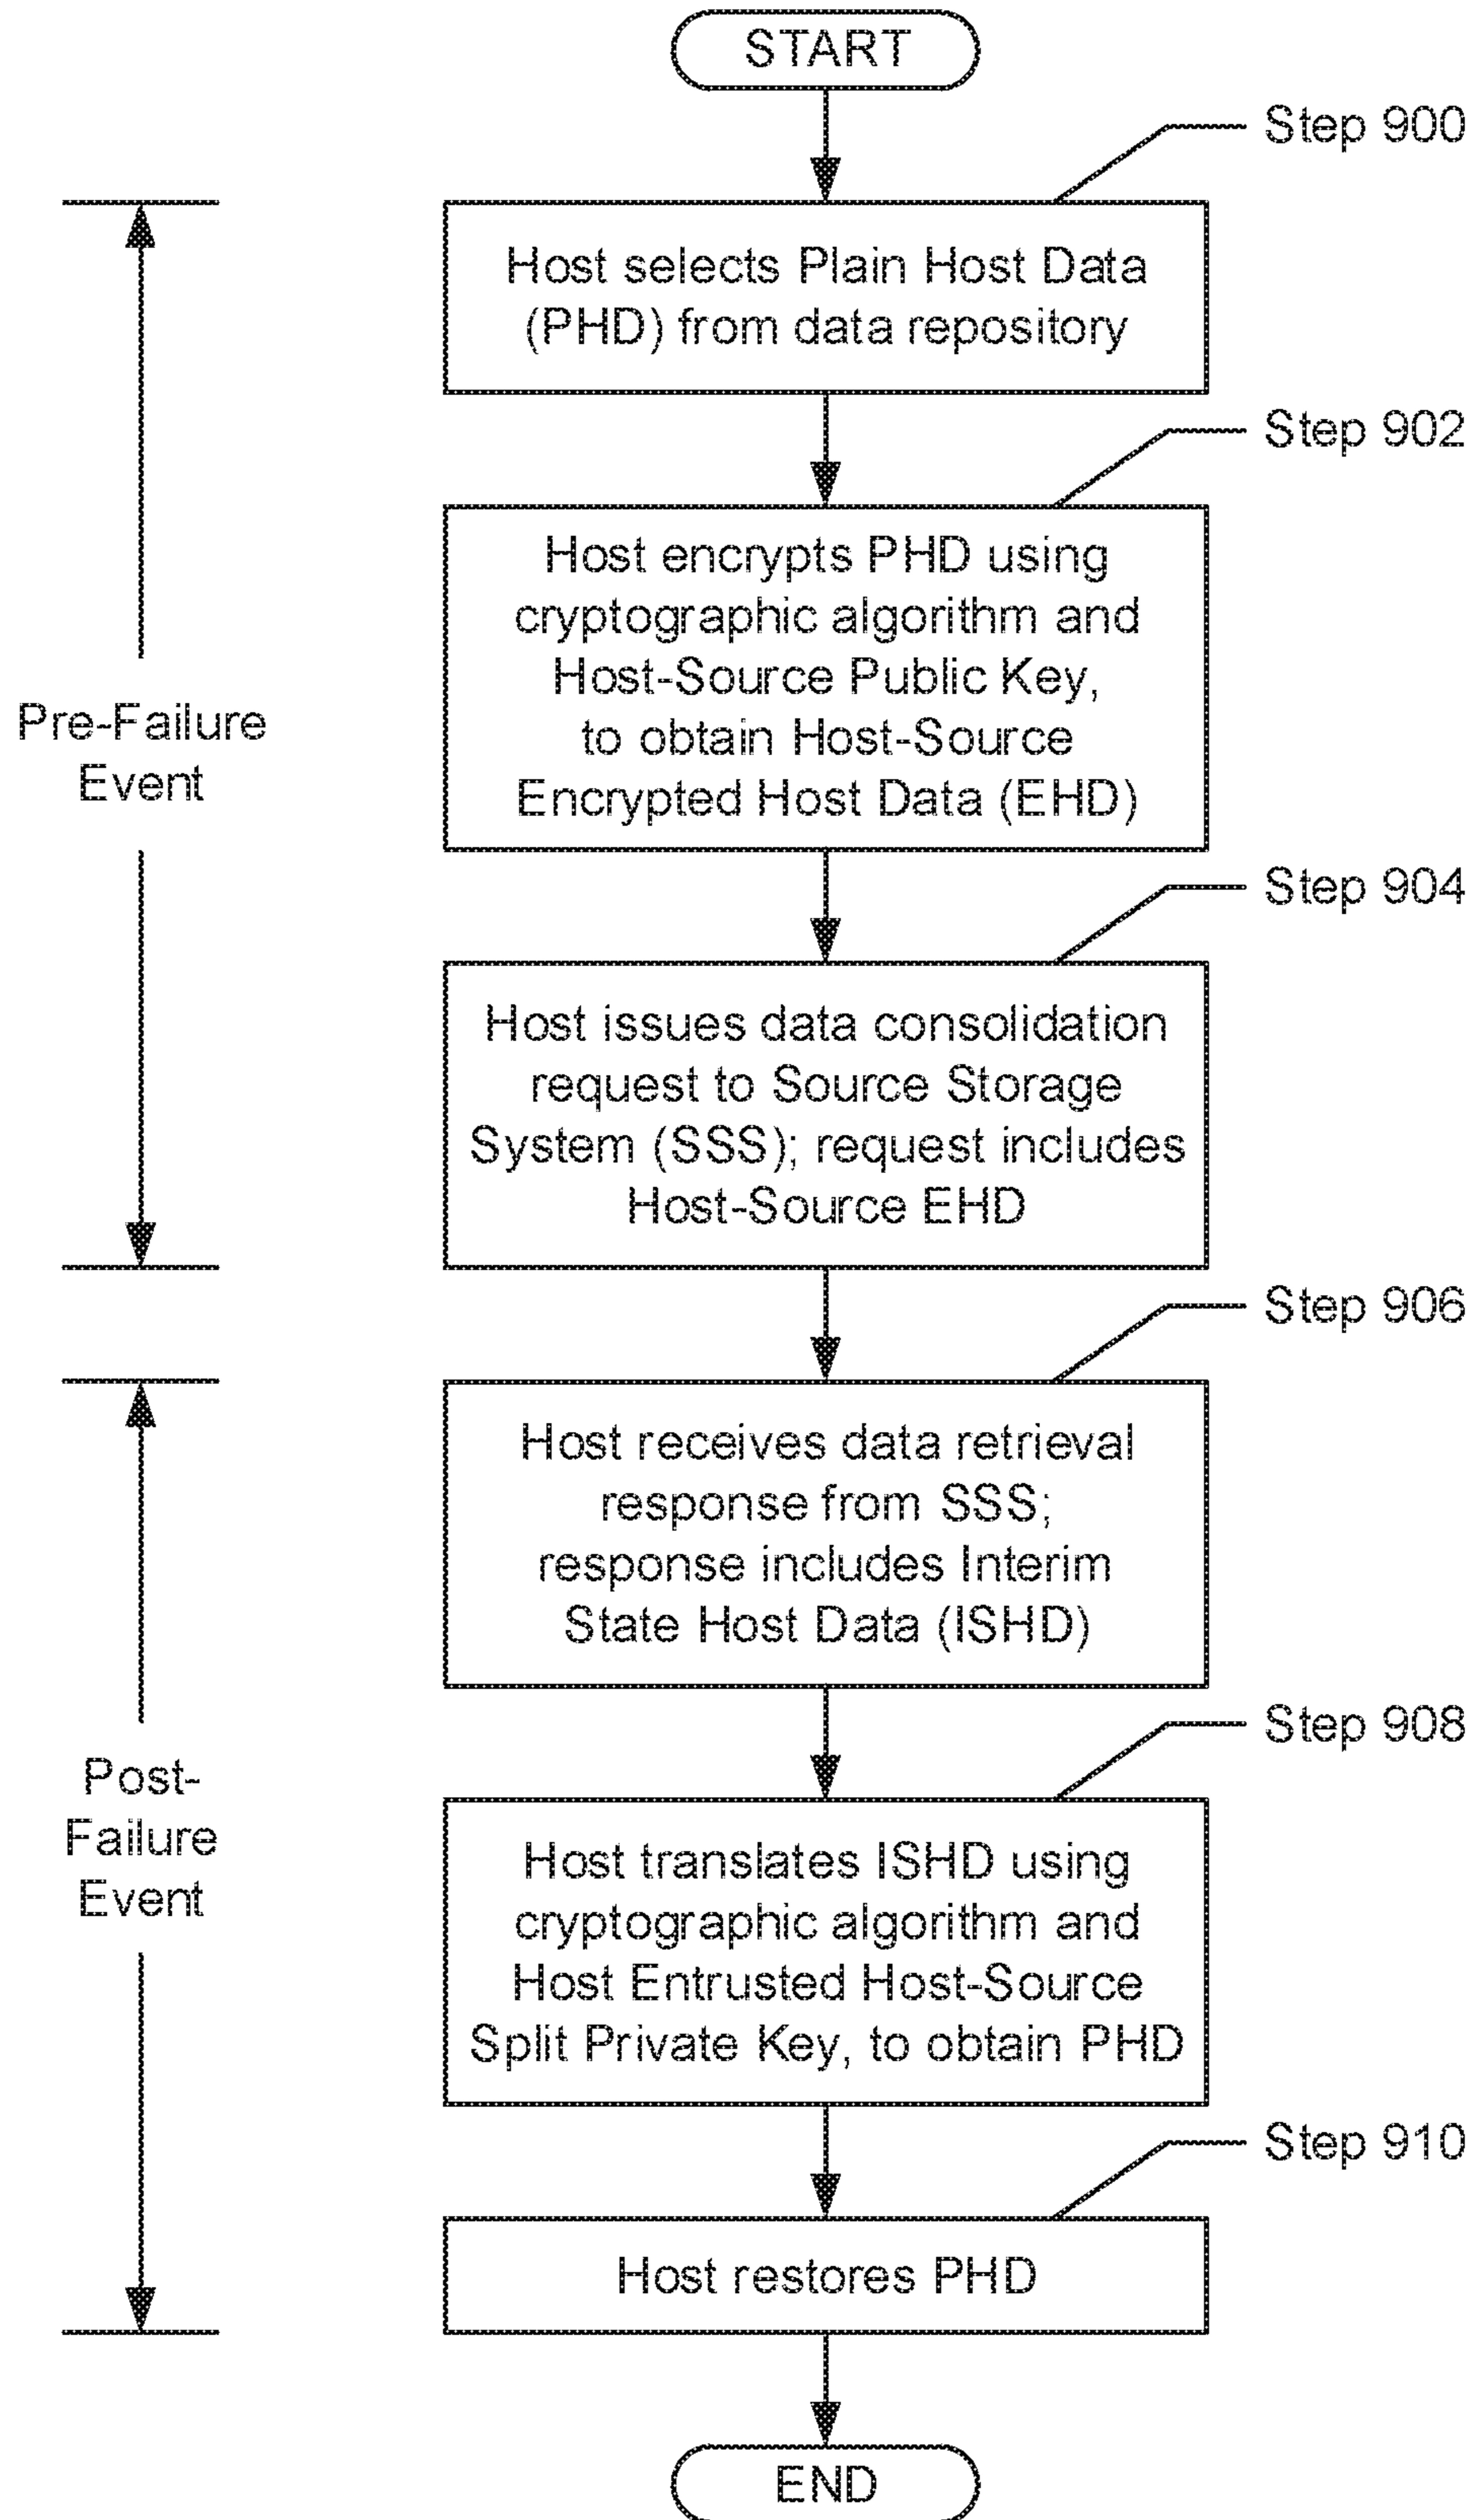 START
Step 900
Host selects Plain Host Data
(PHD) from data repository
Step 902
Host encrypts PHD using
cryptographic algorithm and
Host-Source Public Key,
to obtain Host-Source
Encrypted Host Data (EHD)
Pre-Failure
Event
Step 904
Host issues data consolidation
request to Source Storage
System (SSS); request includes
Host-Source EHD
Step 906
Host receives data retrieval
response from SSS;
response includes Interim
State Host Data (ISHD)
Step 908
Post-
Failure
Event
Host translates ISHD using
cryptographic algorithm and
Host Entrusted Host-Source
Split Private Key, to obtain PHD
Step 910
Host restores PHD
END